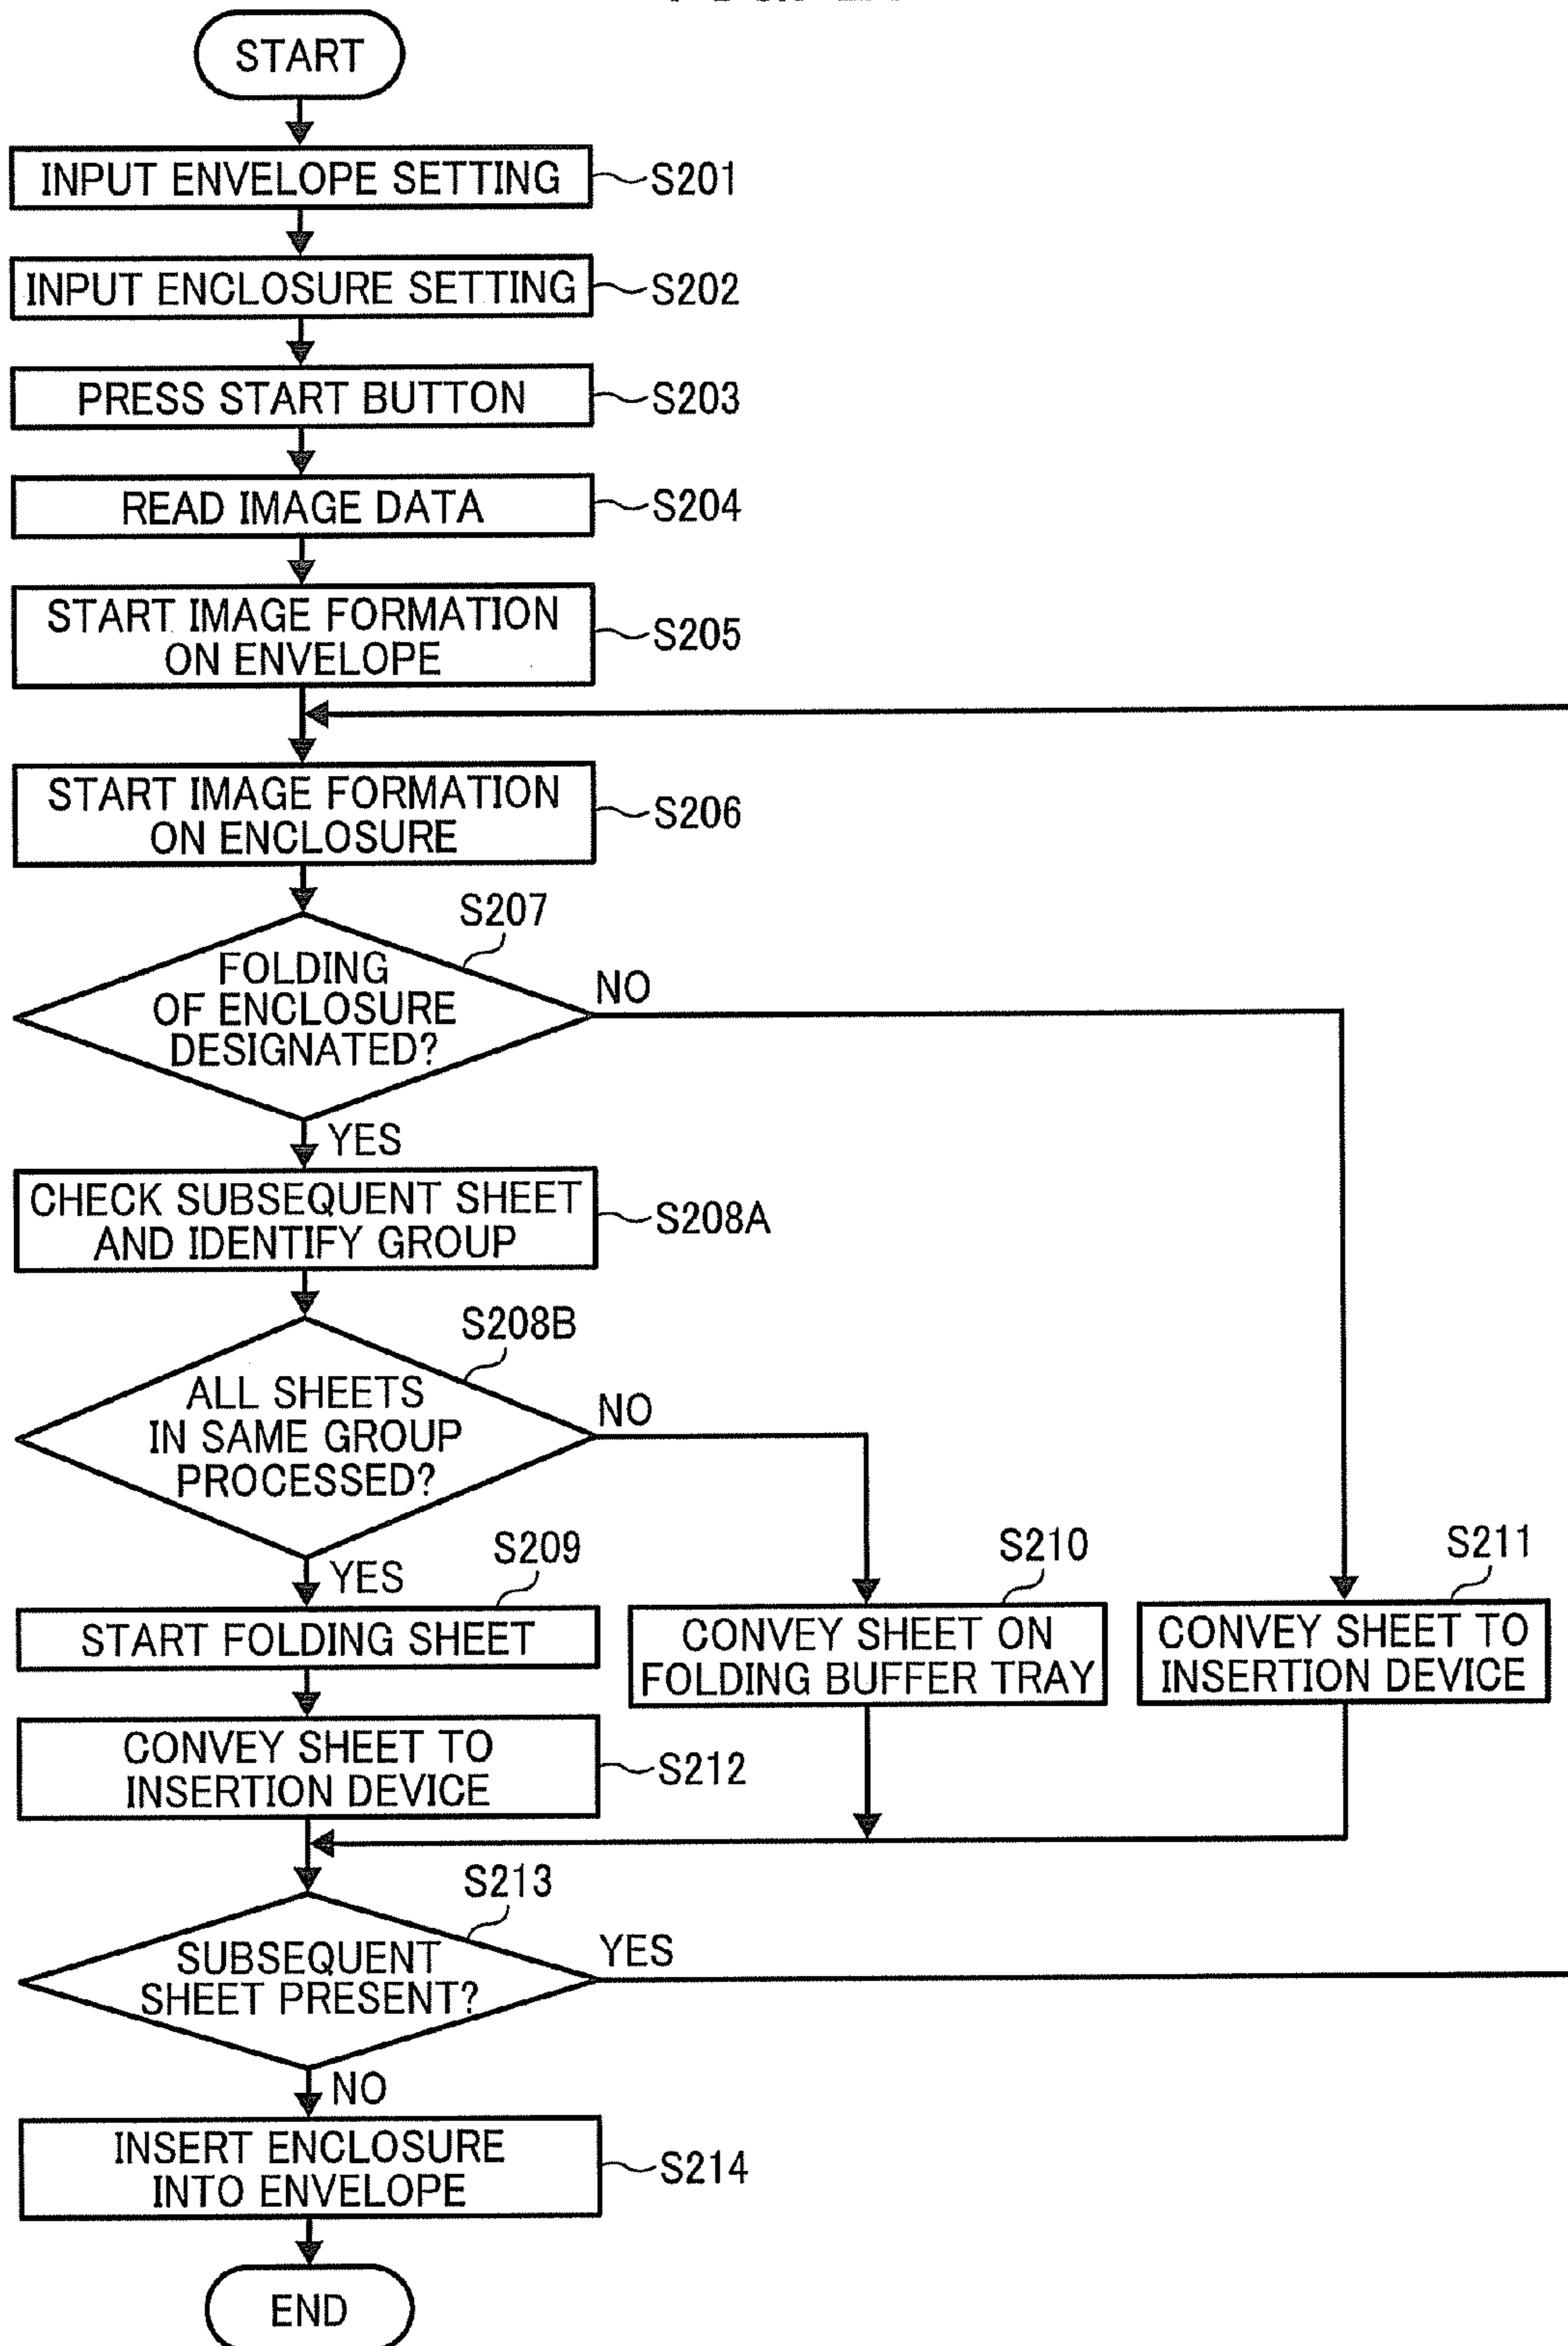 START
INPUT ENVELOPE SETTING
S201
INPUT ENCLOSURE SETTING
S202
PRESS START BUTTON
S203
READ IMAGE DATA
S204
START IMAGE FORMATION
ON ENVELOPE
S205
START IMAGE FORMATION
ON ENCLOSURE
S206
S207
FOLDING
OF ENCLOSURE
DESIGNATED?
NO
YES
CHECK SUBSEQUENT SHEET
AND IDENTIFY GROUP
S208A
S208B
ALL SHEETS
IN SAME GROUP
PROCESSED?
NO
YES
S209
START FOLDING SHEET
S210
CONVEY SHEET ON
FOLDING BUFFER TRAY
S211
CONVEY SHEET TO
INSERTION DEVICE
CONVEY SHEET TO
INSERTION DEVICE
S212
S213
SUBSEQUENT
SHEET PRESENT?
YES
NO
INSERT ENCLOSURE
INTO ENVELOPE
S214
END